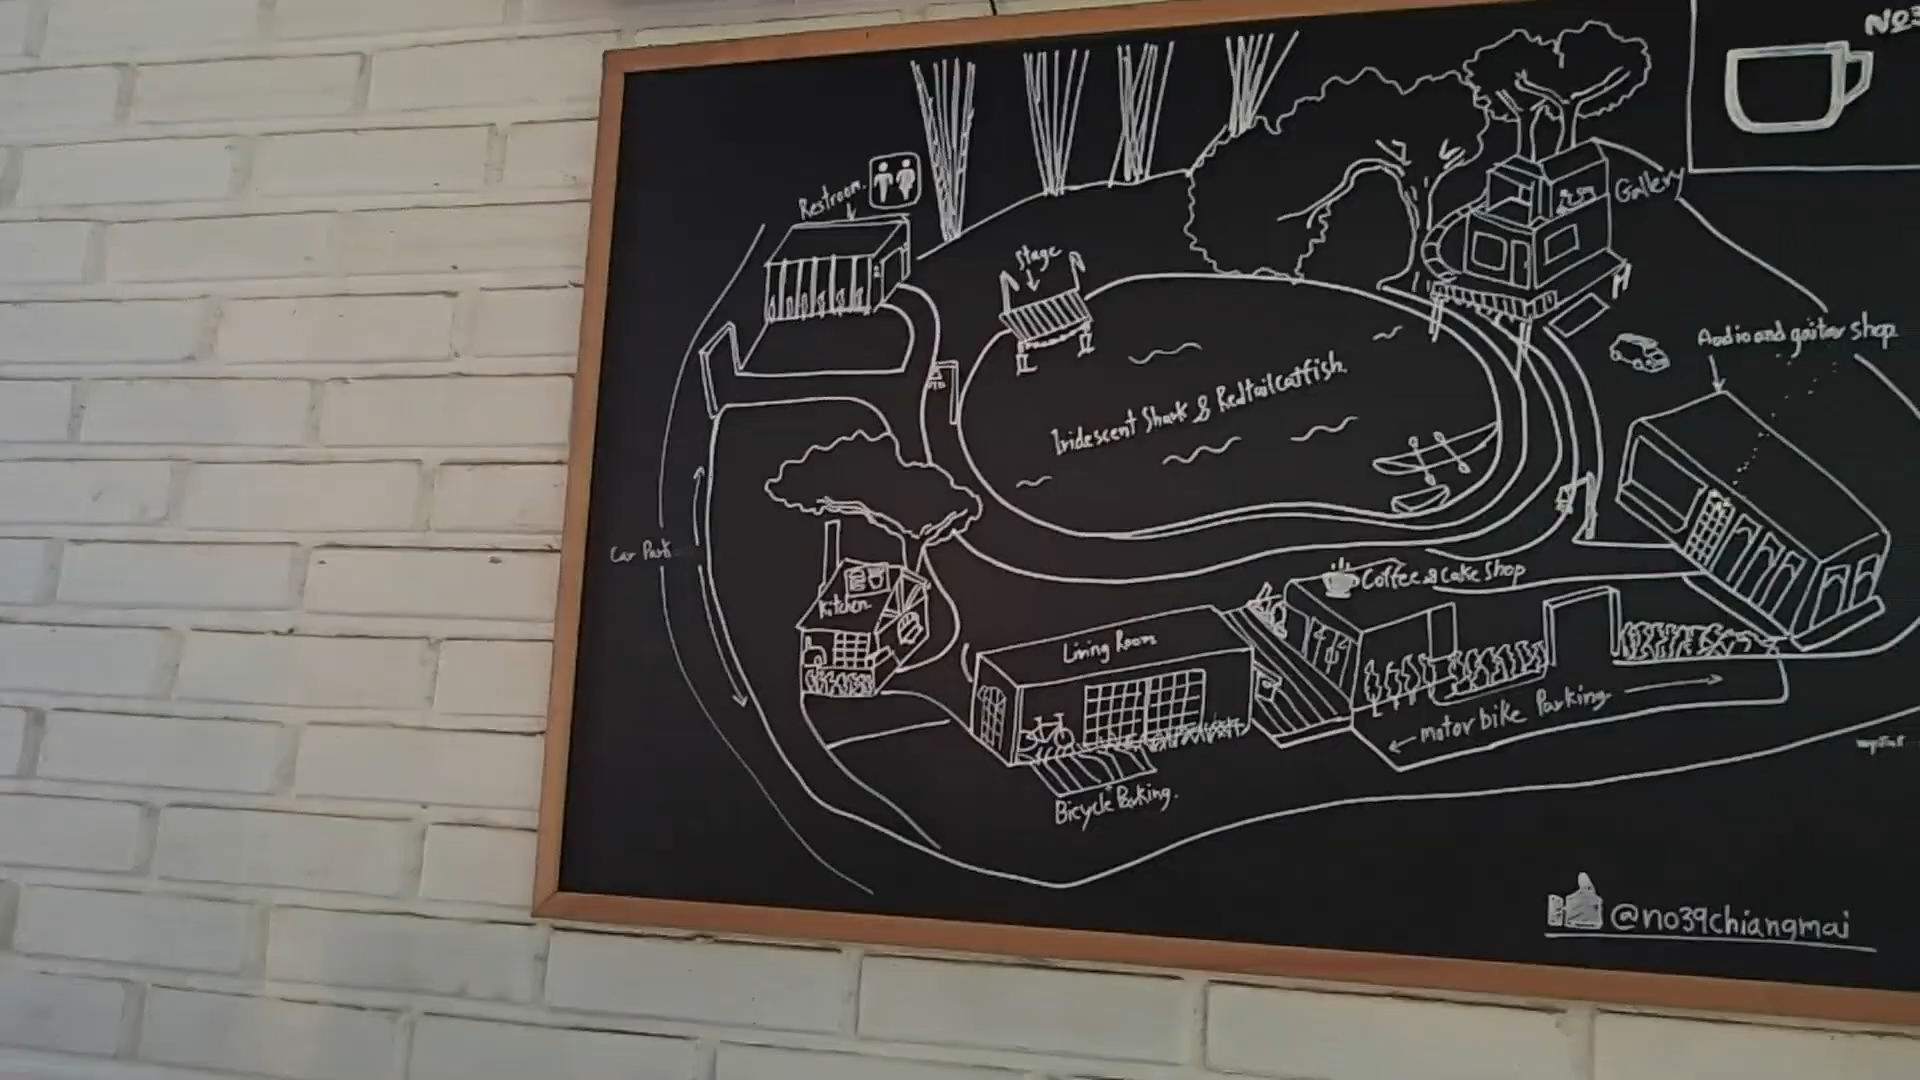 No3
Restroom.
Gallery
Stage
Audio and guitar shop
Iridescent Shark & Redtailcatfish.
Car Park
Coffee & Cake Shop
Kitchen
Living Room
motor bike Parking.
Bicycle Parking.
@no39chiangmai